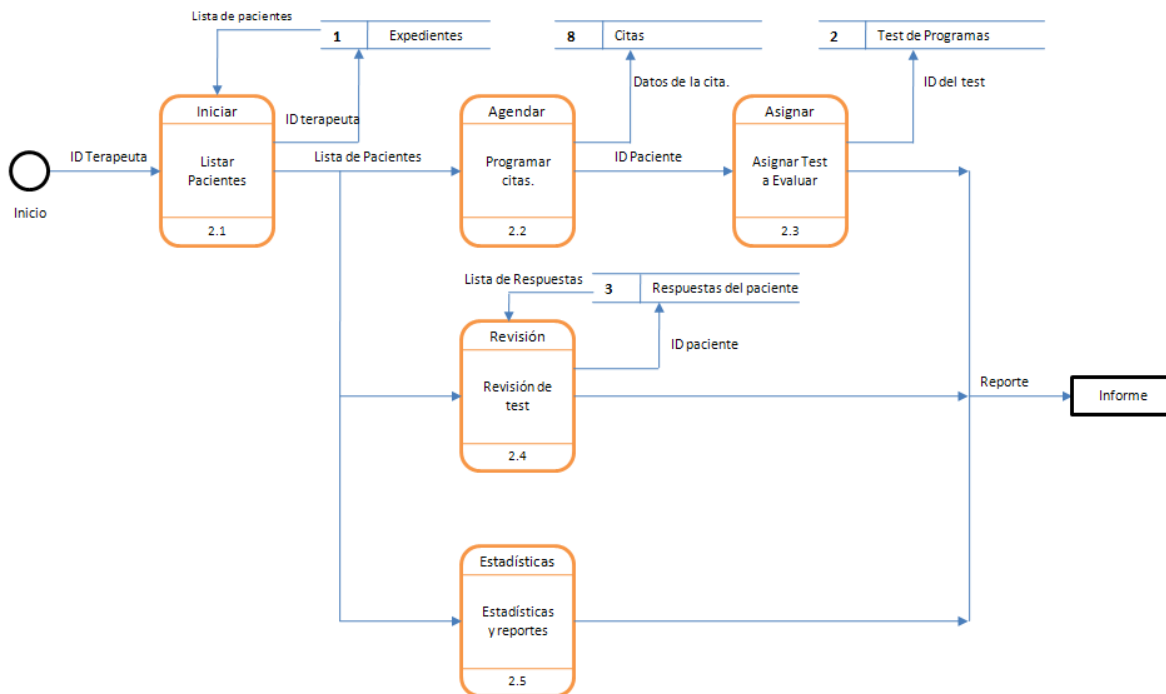 Lista de pacientes
1 Expedientes
8 Citas
2 Test de Programas
Datos de la cita.
ID del test
Iniciar
Agendar
Asignar
ID terapeuta
ID Terapeuta
Lista de Pacientes
ID Paciente
Listar
Pacientes
Programar
citas.
Asignar Test
a Evaluar
Inicio
2.1
2.2
2.3
Lista de Respuestas
3 Respuestas del paciente
Revisión
ID paciente
Revisión de
test
Reporte
Informe
2.4
Estadísticas
Estadísticas
y reportes
2.5